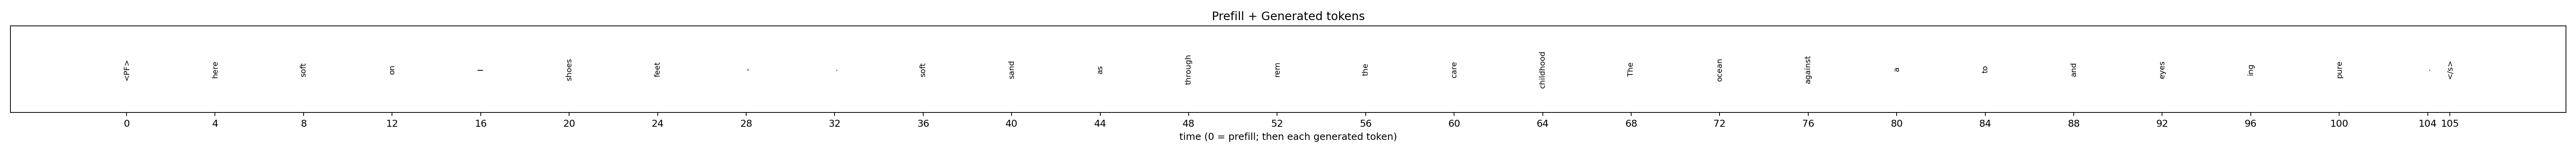 Prefill + Generated tokens
<PF> here soft on I shoes feet , . soft sand as through rem the care childhood The ocean against a to and eyes ing pure . </s>
0 4 8 12 16 20 24 28 32 36 40 44 48 52 56 60 64 68 72 76 80 84 88 92 96 100 104 105
time (0 = prefill; then each generated token)